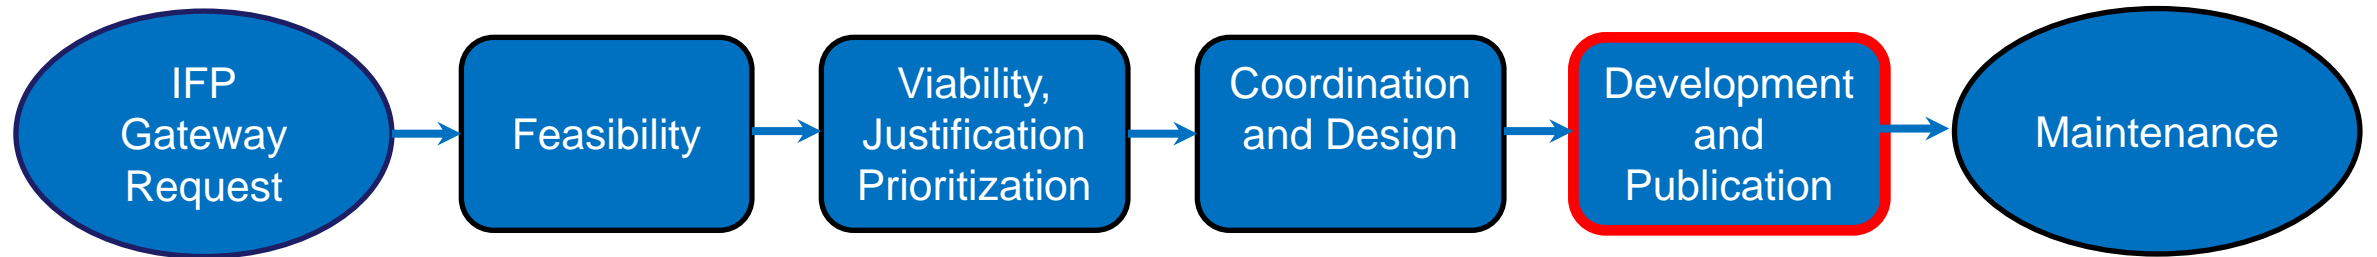 IFP
Gateway
Request
Feasibility
Viability,
Justification
Prioritization
Coordination
and Design
Development
and
Publication
Maintenance